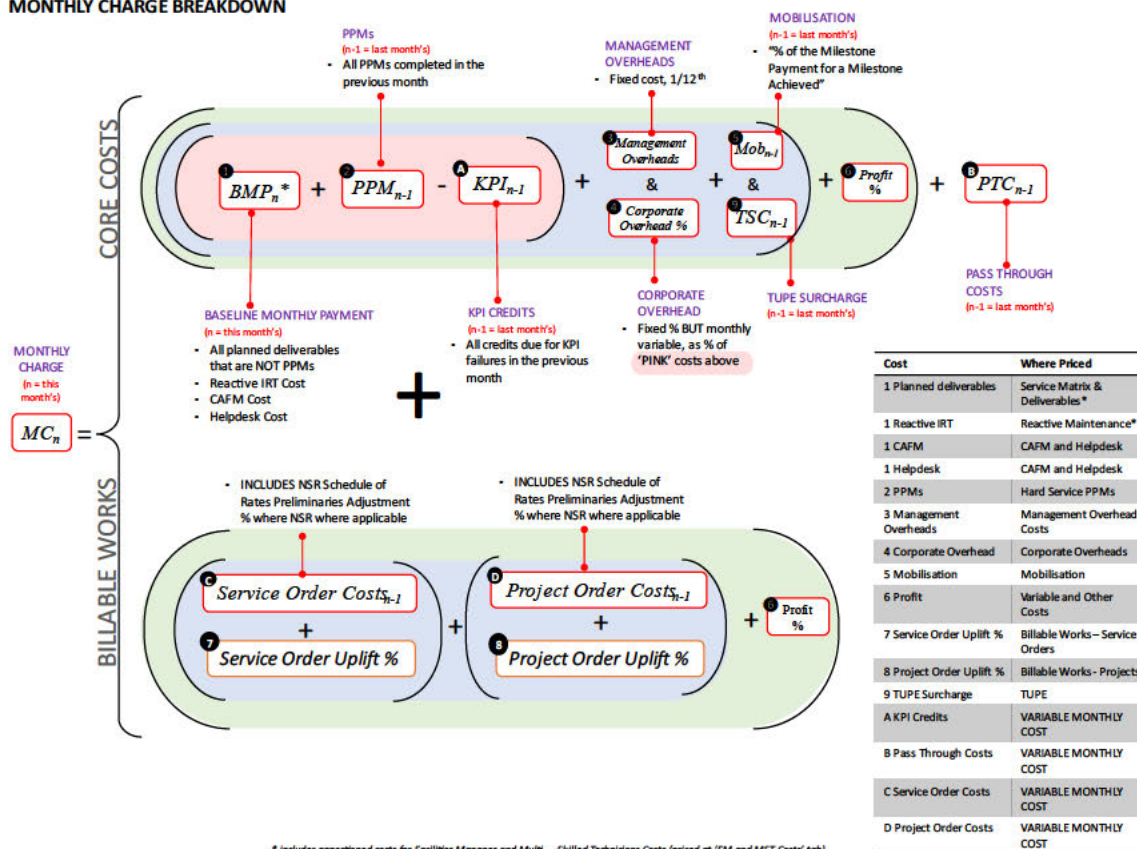 MONTHLY CHARGE BREAKDOWN
PPMs
(n-1 = last month's)
- All PPMs completed in the
previous month
MANAGEMENT
OVERHEADS
- Fixed cost, 1/12th
MOBILISATION
(n-1 = last month's)
- "% of the Milestone
Payment for a Milestone
Achieved"
CORE COSTS
1 BMPn* + 2 PPMn-1 - A KPIn-1 +
3 Management
Overheads
&
4 Corporate
Overhead %
+
5 Mobn-1
&
9 TSCn-1
+
6 Profit
%
+
B PTCn-1
BASELINE MONTHLY PAYMENT
(n = this month's)
- All planned deliverables
that are NOT PPMs
- Reactive IRT Cost
- CAFM Cost
- Helpdesk Cost
KPI CREDITS
(n-1 = last month's)
- All credits due for KPI
failures in the previous
month
CORPORATE
OVERHEAD
- Fixed % BUT monthly
variable, as % of
'PINK' costs above
TUPE SURCHARGE
(n-1 = last month's)
PASS THROUGH
COSTS
(n-1 = last month's)
MONTHLY
CHARGE
(n = this
month's)
MCn =
+
BILLABLE WORKS
- INCLUDES NSR Schedule of
Rates Preliminaries Adjustment
% where NSR where applicable
- INCLUDES NSR Schedule of
Rates Preliminaries Adjustment
% where NSR where applicable
C Service Order Costsn-1
+
7 Service Order Uplift %
+
D Project Order Costsn-1
+
8 Project Order Uplift %
+
6 Profit
%
Cost Where Priced
1 Planned deliverables Service Matrix &
Deliverables*
1 Reactive IRT Reactive Maintenance*
1 CAFM CAFM and Helpdesk
1 Helpdesk CAFM and Helpdesk
2 PPMs Hard Service PPMs
3 Management Management Overhead
Overheads Costs
4 Corporate Overhead Corporate Overheads
5 Mobilisation Mobilisation
6 Profit Variable and Other
Costs
7 Service Order Uplift % Billable Works – Service
Orders
8 Project Order Uplift % Billable Works - Projects
9 TUPE Surcharge TUPE
A KPI Credits VARIABLE MONTHLY
COST
B Pass Through Costs VARIABLE MONTHLY
COST
C Service Order Costs VARIABLE MONTHLY
COST
D Project Order Costs VARIABLE MONTHLY
COST